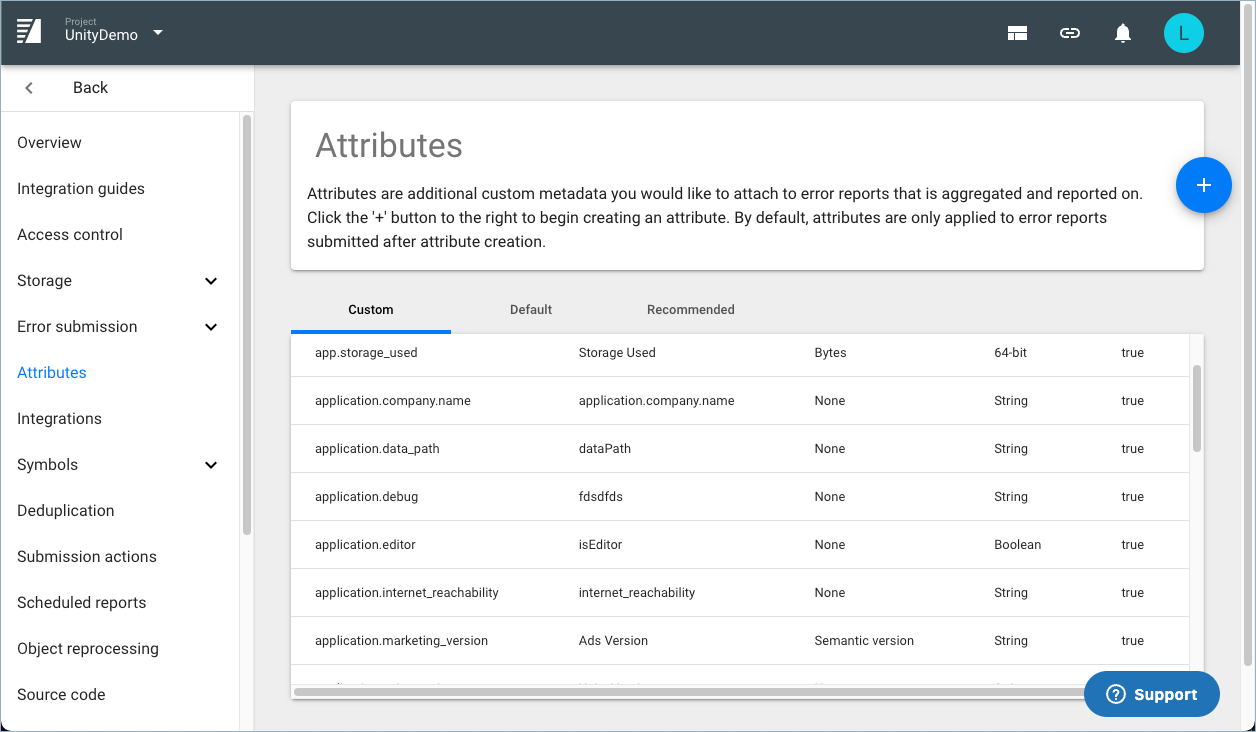 Project
UnityDemo
L
Back
Overview
Integration guides
Access control
Storage
Error submission
Attributes
Integrations
Symbols
Deduplication
Submission actions
Scheduled reports
Object reprocessing
Source code
Attributes
Attributes are additional custom metadata you would like to attach to error reports that is aggregated and reported on.
Click the '+' button to the right to begin creating an attribute. By default, attributes are only applied to error reports
submitted after attribute creation.
+
Custom Default Recommended
app.storage_used Storage Used Bytes 64-bit true
application.company.name application.company.name None String true
application.data_path dataPath None String true
application.debug fdsdfds None String true
application.editor isEditor None Boolean true
application.internet_reachability internet_reachability None String true
application.marketing_version Ads Version Semantic version String true
? Support